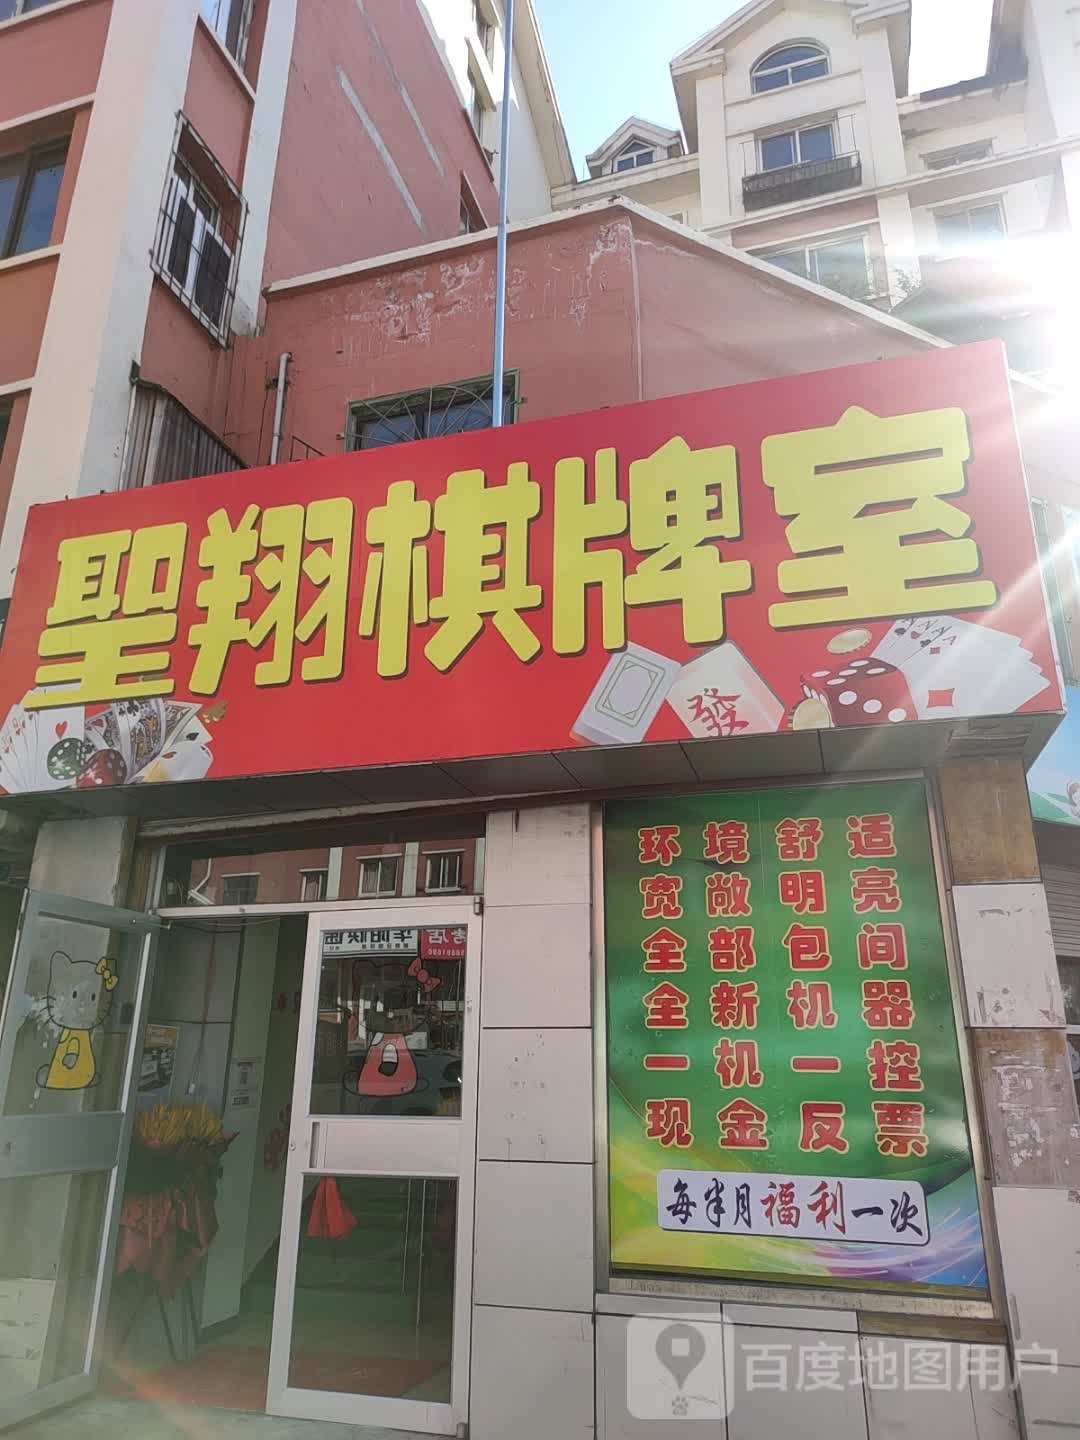 聖翔棋牌室
發
环境舒适
宽敞明亮
全部包间
全新机器
一机一控
现金反票
每半月福利一次
百度地图用户